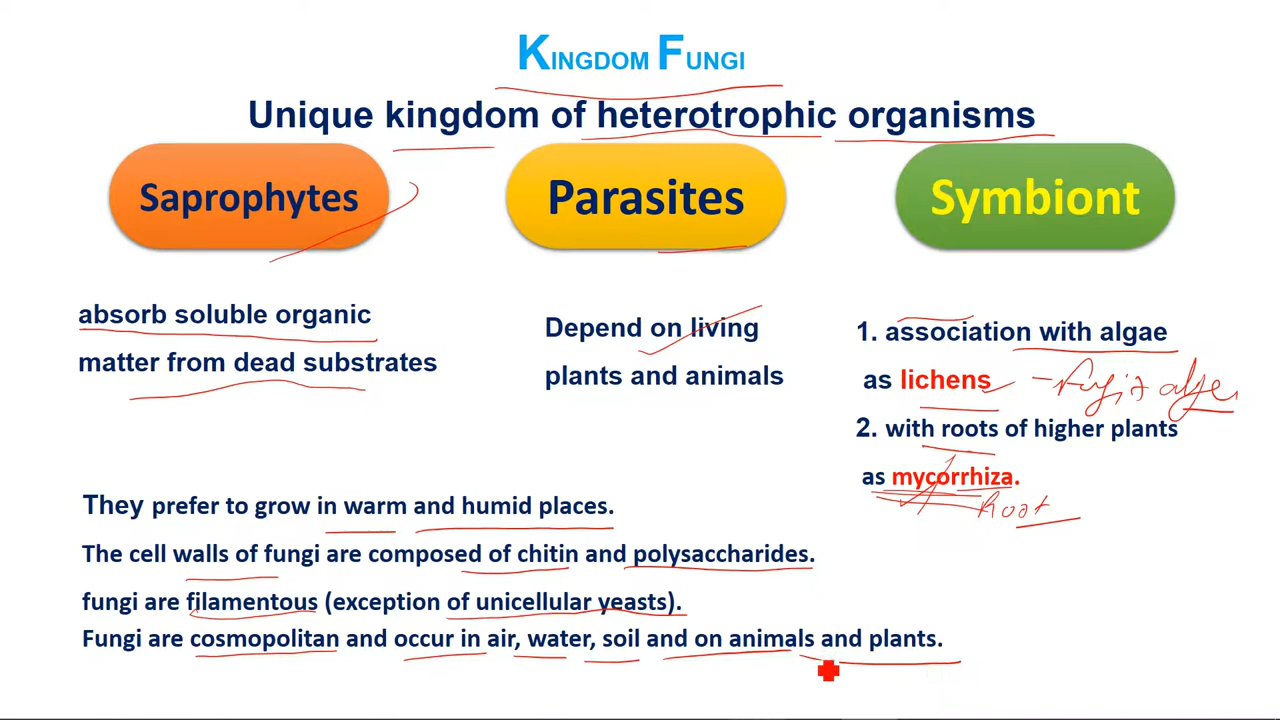 KINGDOM FUNGI
Unique kingdom of heterotrophic organisms
Saprophytes
Parasites
Symbiont
absorb soluble organic
matter from dead substrates
Depend on living
plants and animals
1. association with algae
as lichens
2. with roots of higher plants
as mycorrhiza.
Root
They prefer to grow in warm and humid places.
The cell walls of fungi are composed of chitin and polysaccharides.
fungi are filamentous (exception of unicellular yeasts).
Fungi are cosmopolitan and occur in air, water, soil and on animals and plants.